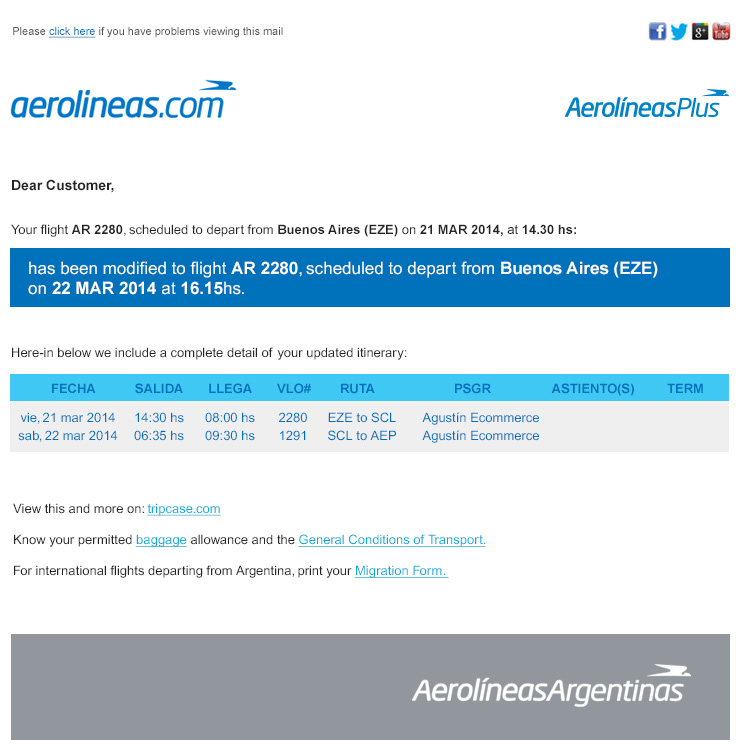 Please click here if you have problems viewing this mail
f g+ You Tube
aerolineas.com
AerolíneasPlus
Dear Customer,
Your flight AR 2280, scheduled to depart from Buenos Aires (EZE) on 21 MAR 2014, at 14.30 hs:
has been modified to flight AR 2280, scheduled to depart from Buenos Aires (EZE)
on 22 MAR 2014 at 16.15hs.
Here-in below we include a complete detail of your updated itinerary:
FECHA SALIDA LLEGA VLO# RUTA PSGR ASTIENTO(S) TERM
vie, 21 mar 2014 14:30 hs 08:00 hs 2280 EZE to SCL Agustín Ecommerce
sab, 22 mar 2014 06:35 hs 09:30 hs 1291 SCL to AEP Agustín Ecommerce
View this and more on: tripcase.com
Know your permitted baggage allowance and the General Conditions of Transport.
For international flights departing from Argentina, print your Migration Form.
AerolíneasArgentinas